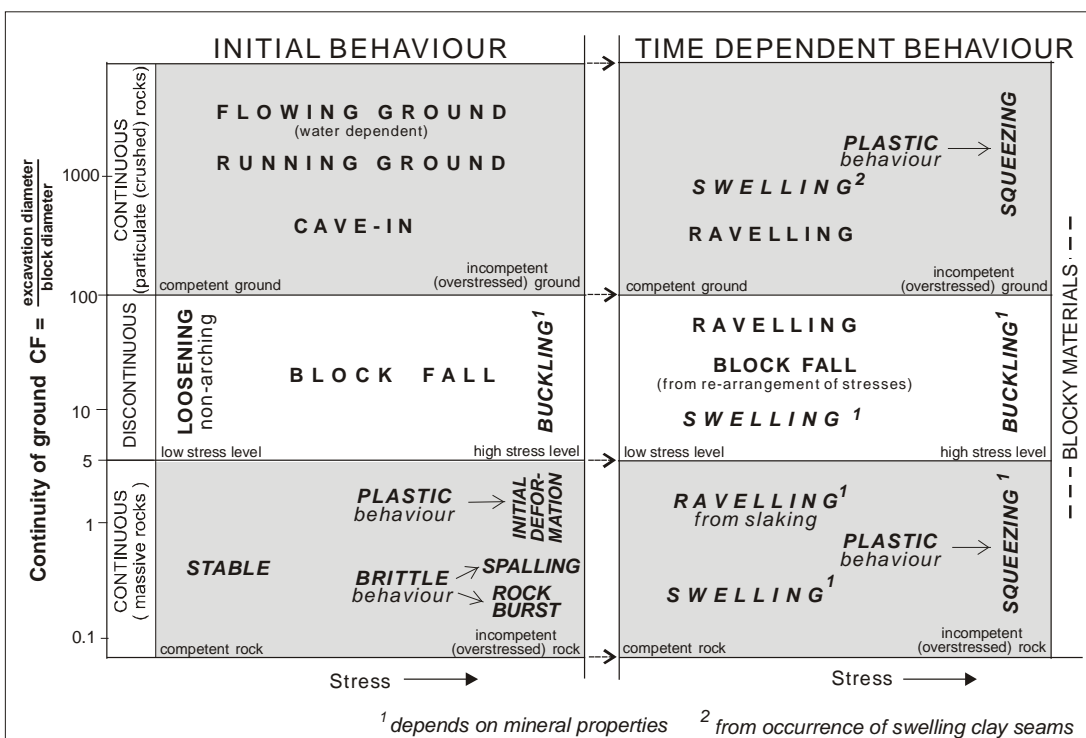 INITIAL BEHAVIOUR
TIME DEPENDENT BEHAVIOUR
Continuity of ground CF = excavation diameter
block diameter
1000
100
10
5
1
0.1
CONTINUOUS
(particulate (crushed) rocks)
DISCONTINUOUS
CONTINUOUS
( massive rocks)
FLOWING GROUND
(water dependent)
RUNNING GROUND
CAVE-IN
competent ground
incompetent
(overstressed) ground
LOOSENING
non-arching
BLOCK FALL
BUCKLING¹
low stress level
high stress level
PLASTIC
behaviour
INITIAL
DEFOR-
MATION
STABLE
BRITTLE
behaviour
SPALLING
ROCK
BURST
competent rock
incompetent
(overstressed) rock
PLASTIC
behaviour
SQUEEZING
SWELLING²
RAVELLING
competent ground
incompetent
(overstressed) ground
RAVELLING
BLOCK FALL
(from re-arrangement of stresses)
SWELLING ¹
BUCKLING¹
low stress level
high stress level
RAVELLING¹
from slaking
PLASTIC
behaviour
SQUEEZING ¹
SWELLING¹
competent rock
incompetent
(overstressed) rock
BLOCKY MATERIALS
Stress
Stress
¹ depends on mineral properties
² from occurrence of swelling clay seams